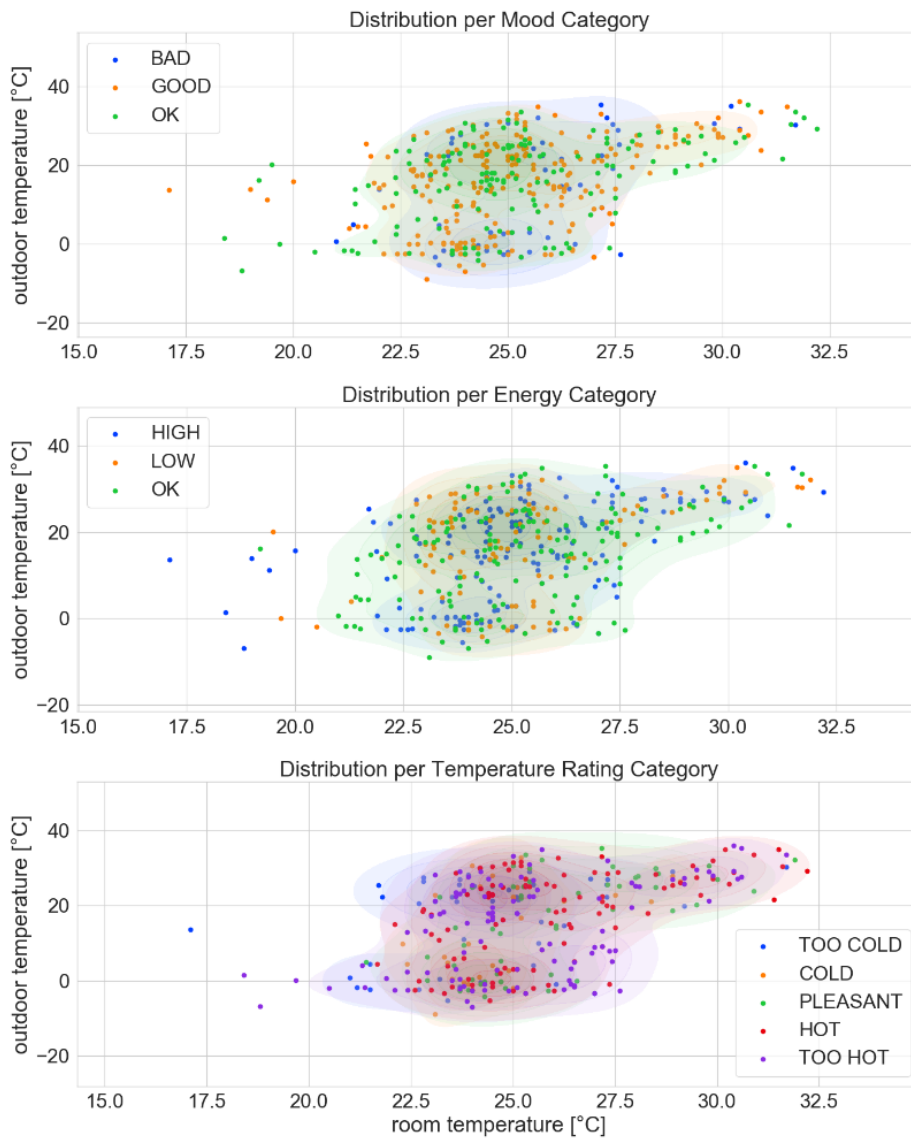 Distribution per Mood Category
BAD
GOOD
OK
outdoor temperature [°C]
40
20
0
−20
15.0 17.5 20.0 22.5 25.0 27.5 30.0 32.5
Distribution per Energy Category
HIGH
LOW
OK
outdoor temperature [°C]
40
20
0
−20
15.0 17.5 20.0 22.5 25.0 27.5 30.0 32.5
Distribution per Temperature Rating Category
outdoor temperature [°C]
40
20
0
−20
TOO COLD
COLD
PLEASANT
HOT
TOO HOT
15.0 17.5 20.0 22.5 25.0 27.5 30.0 32.5
room temperature [°C]